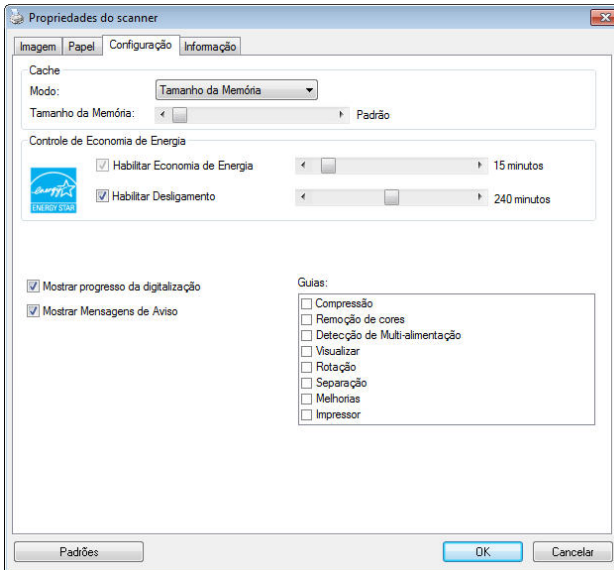 Propriedades do scanner
Imagem Papel Configuração Informação
Cache
Modo: Tamanho da Memória
Tamanho da Memória: Padrão
Controle de Economia de Energia
Habilitar Economia de Energia 15 minutos
energy
ENERGY STAR
Habilitar Desligamento 240 minutos
Mostrar progresso da digitalização
Mostrar Mensagens de Aviso
Guias:
Compressão
Remoção de cores
Detecção de Multi-alimentação
Visualizar
Rotação
Separação
Melhorias
Impressor
Padrões OK Cancelar